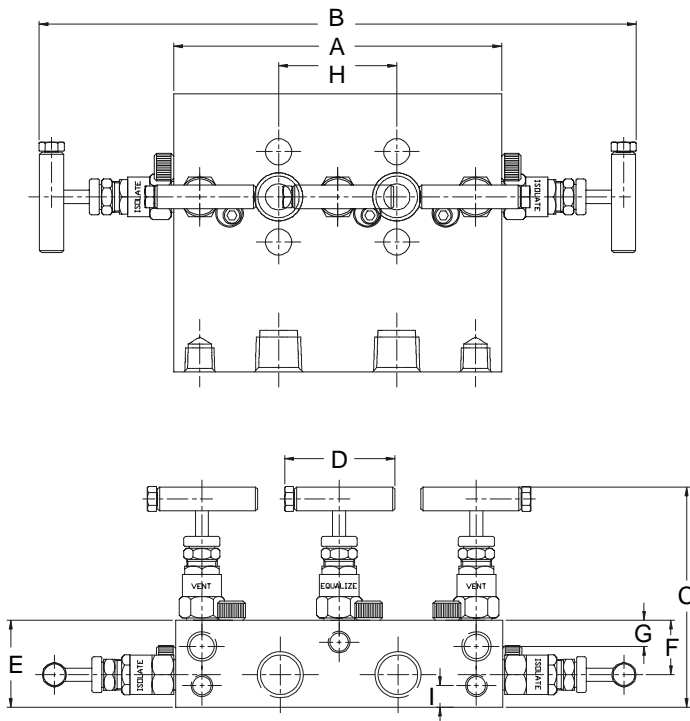 B
A
H
ISOLATE
ISOLATE
D
VENT
EQUALIZE
VENT
C
G
F
E
ISOLATE
ISOLATE
I